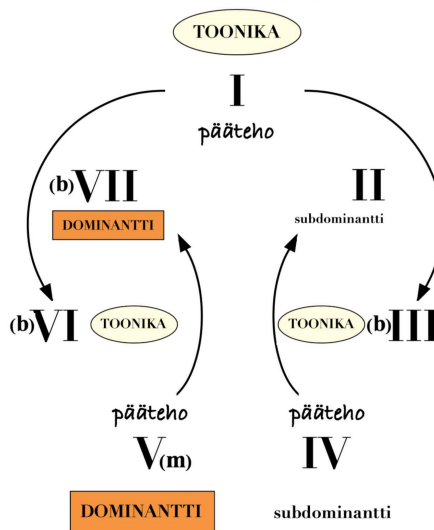 TOONIKA
I
pääteho
(b)VII
DOMINANTTI
II
subdominantti
(b)VI TOONIKA
TOONIKA (b)III
pääteho
V(m)
DOMINANTTI
pääteho
IV
subdominantti